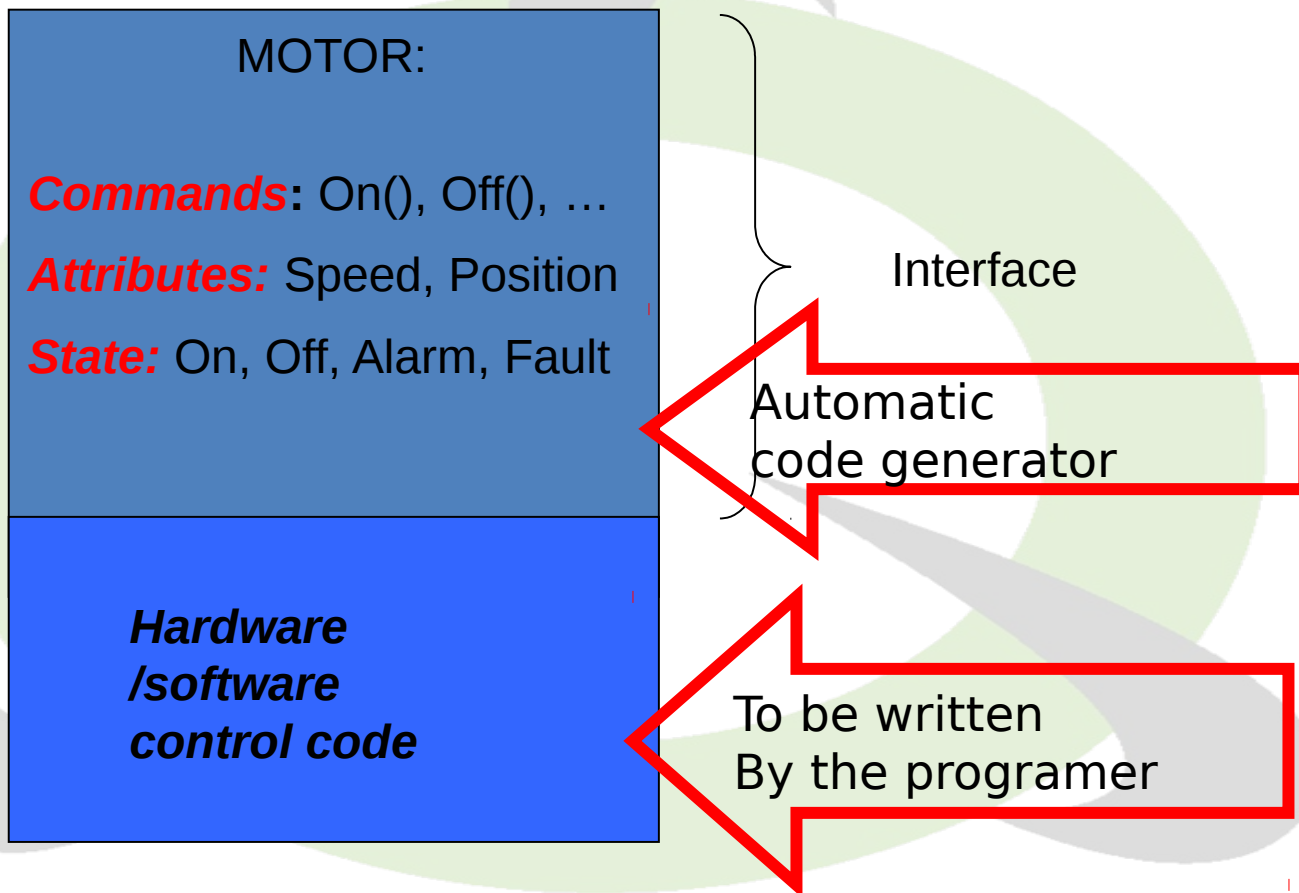 MOTOR:
Commands: On(), Off(), …
Attributes: Speed, Position
State: On, Off, Alarm, Fault
Interface
Automatic
code generator
Hardware
/software
control code
To be written
By the programer